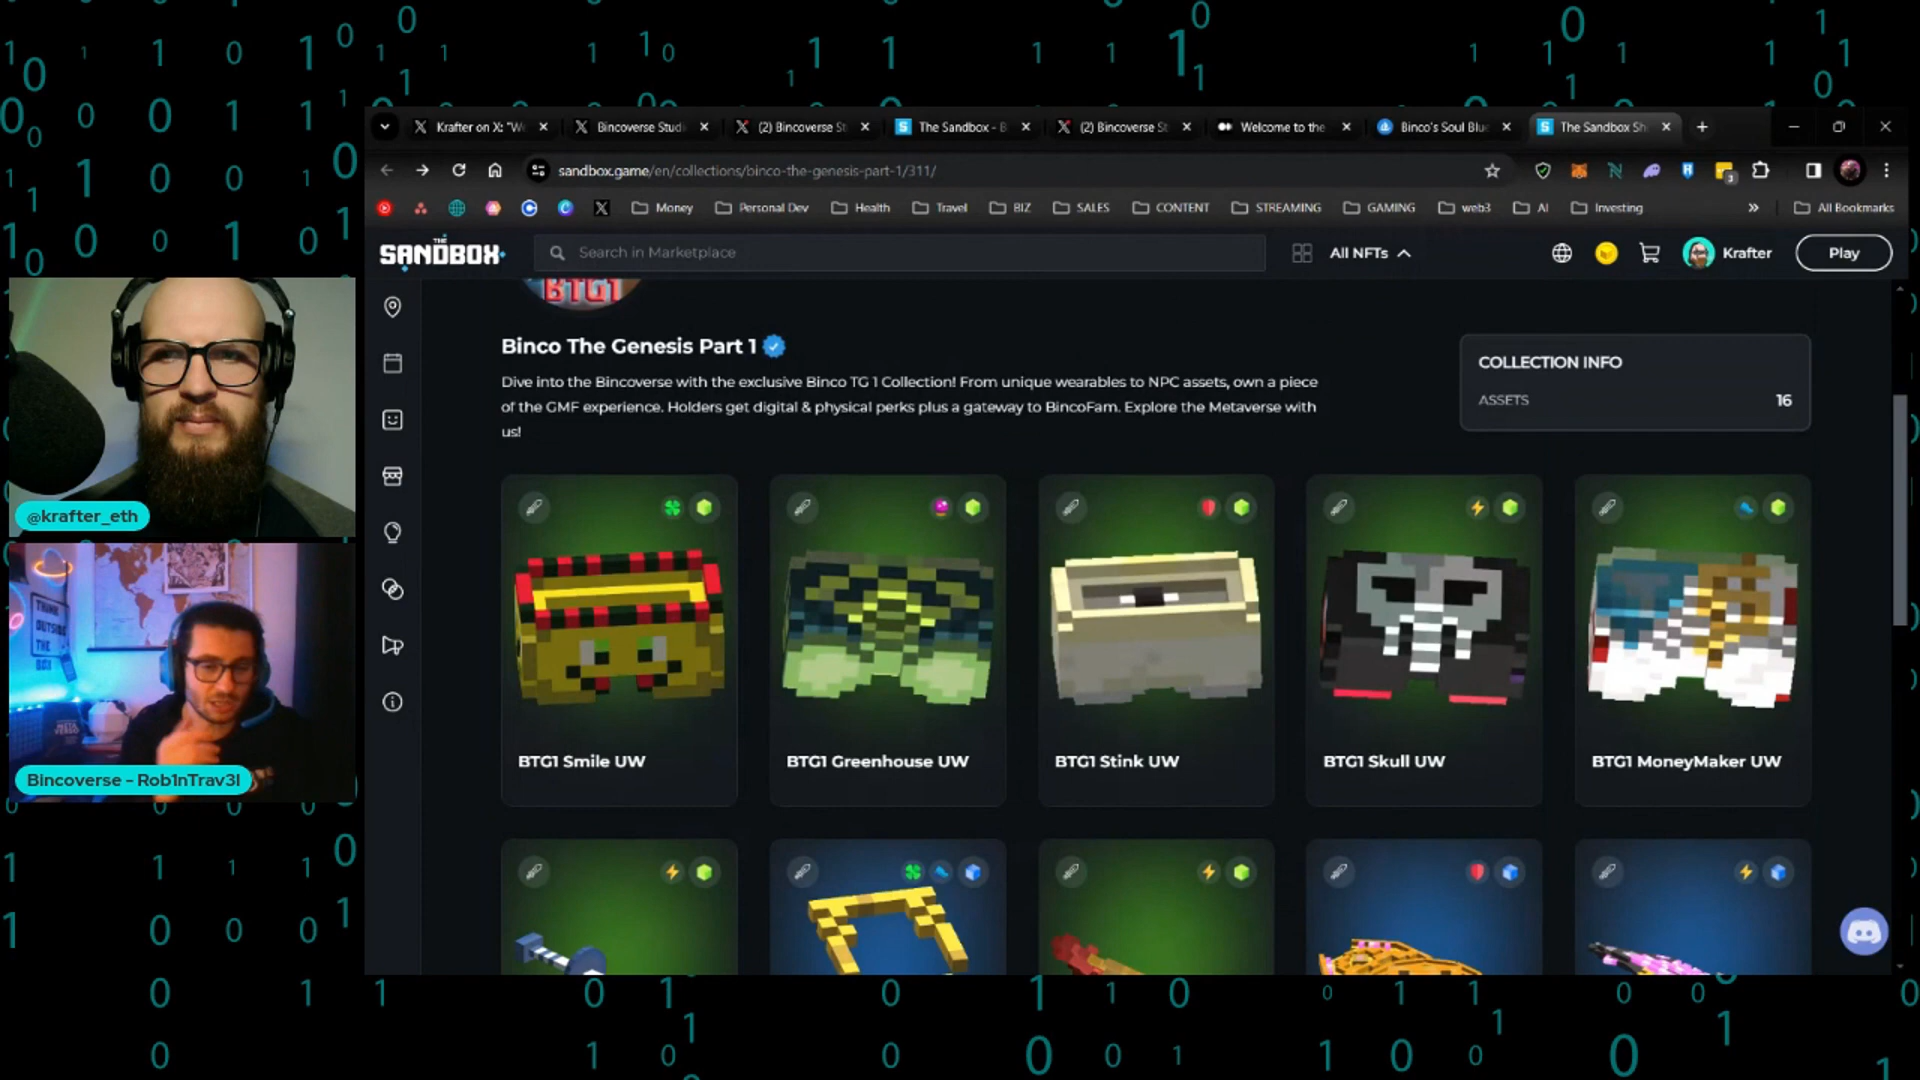 Krafter on X: "W
Bincoverse Stud
(2) Bincoverse St
The Sandbox - B
(2) Bincoverse St
Welcome to the
Binco's Soul Blu
The Sandbox Sh
sandbox.game/en/collections/binco-the-genesis-part-1/311/
Money
Personal Dev
Health
Travel
BIZ
SALES
CONTENT
STREAMING
GAMING
web3
AI
Investing
All Bookmarks
THE SANDBOX
Search in Marketplace
All NFTs
Krafter
Play
BTG1
Binco The Genesis Part 1
Dive into the Bincoverse with the exclusive Binco TG 1 Collection! From unique wearables to NPC assets, own a piece
of the GMF experience. Holders get digital & physical perks plus a gateway to BincoFam. Explore the Metaverse with
us!
COLLECTION INFO
ASSETS 16
BTG1 Smile UW
BTG1 Greenhouse UW
BTG1 Stink UW
BTG1 Skull UW
BTG1 MoneyMaker UW
@krafter_eth
THINK
OUTSIDE
THE
BOX
Bincoverse - Rob1nTrav3l